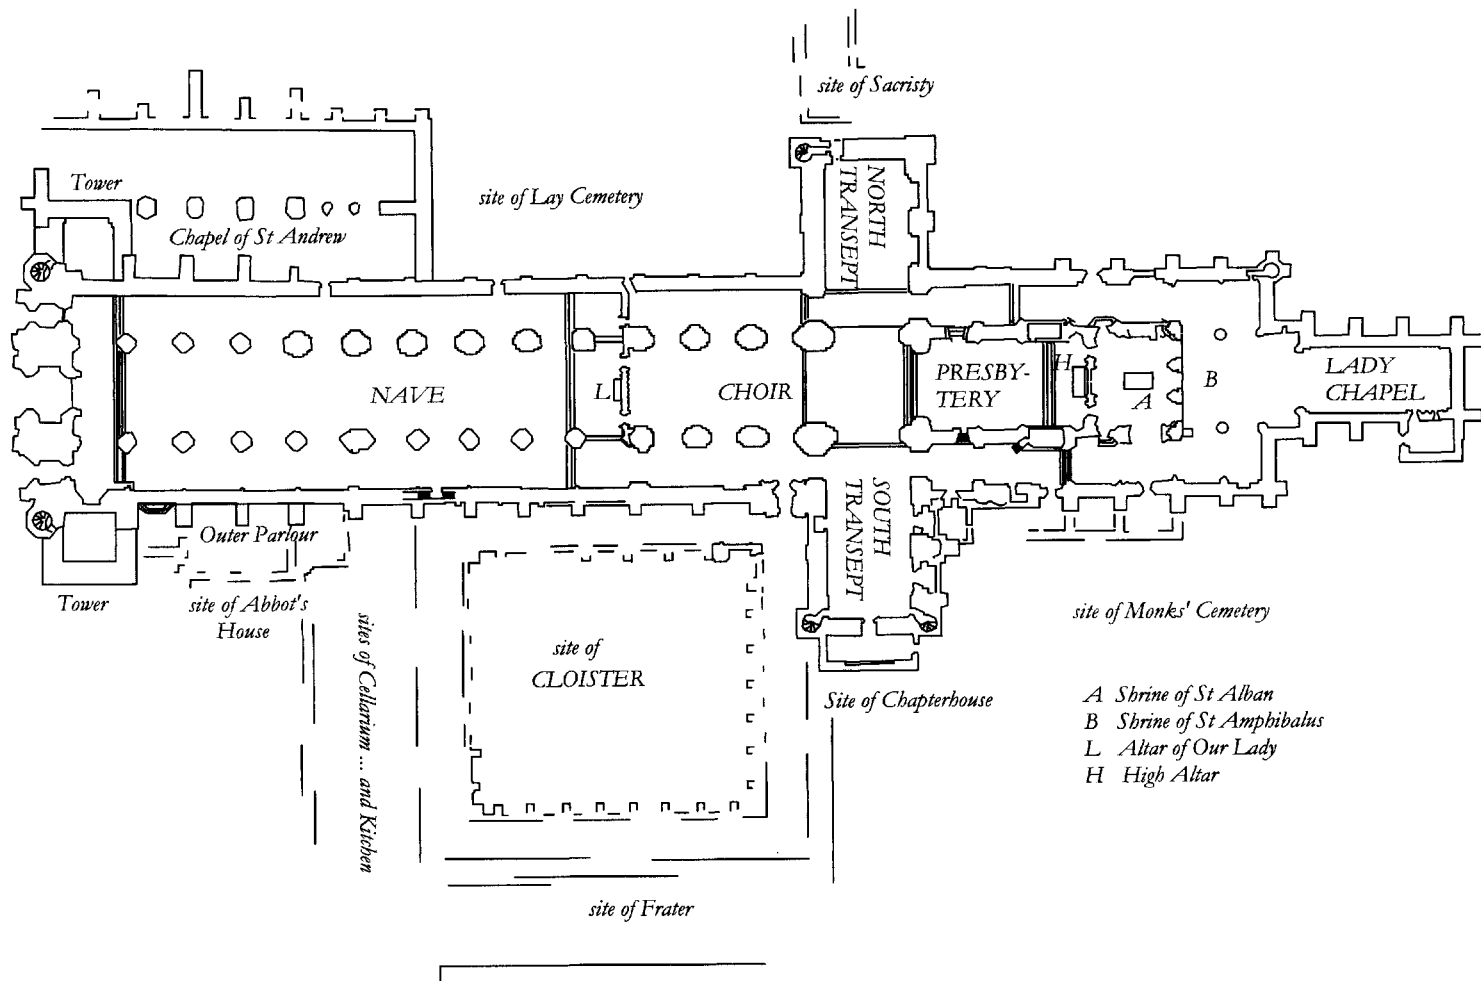 site of Sacristy
Tower
site of Lay Cemetery
NORTH
TRANSEPT
Chapel of St Andrew
NAVE
L
CHOIR
PRESBY-
TERY
H
A
B
LADY
CHAPEL
SOUTH
TRANSEPT
Outer Parlour
Tower
site of Abbot's
House
sites of Cellarium ... and Kitchen
site of
CLOISTER
site of Monks' Cemetery
Site of Chapterhouse
A Shrine of St Alban
B Shrine of St Amphibalus
L Altar of Our Lady
H High Altar
site of Frater